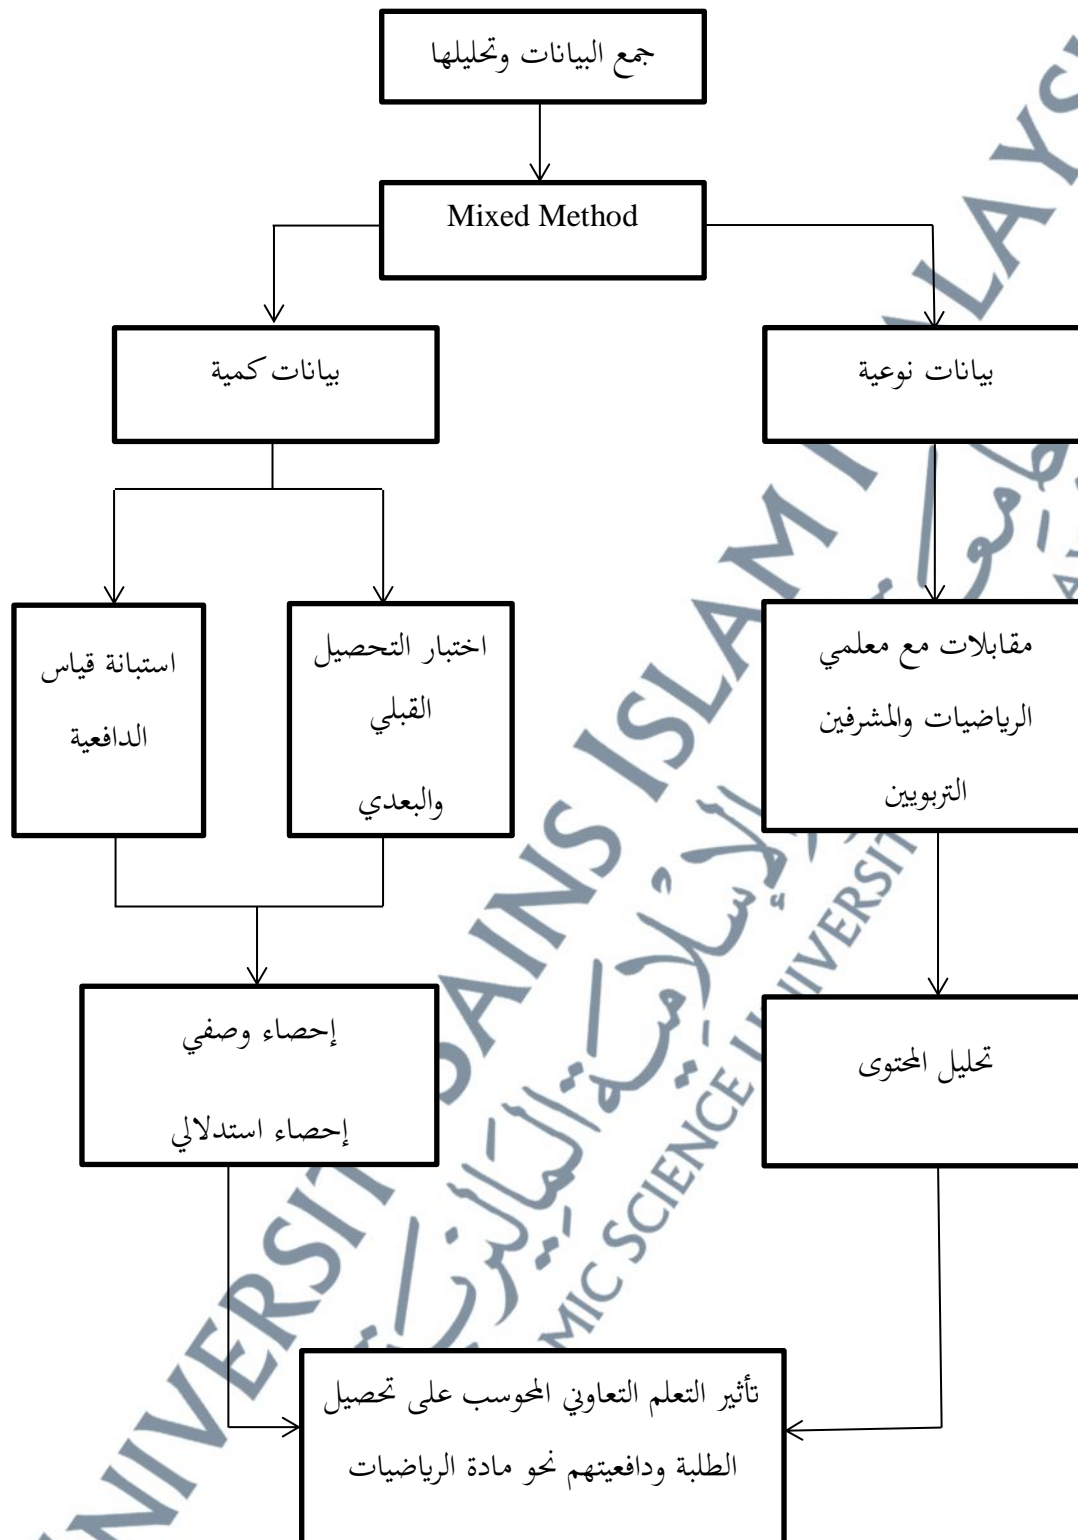 جمع البيانات وتحليلها
Mixed Method
بيانات نوعية
بيانات كمية
مقابلات مع معلمي
الرياضيات والمشرفين
التربويين
اختبار التحصيل
القبلي
والبعدي
استبانة قياس
الدافعية
تحليل المحتوى
إحصاء وصفي
إحصاء استدلالي
تأثير التعلم التعاوني المحوسب على تحصيل
الطلبة ودافعيتهم نحو مادة الرياضيات
SAINS ISLAM